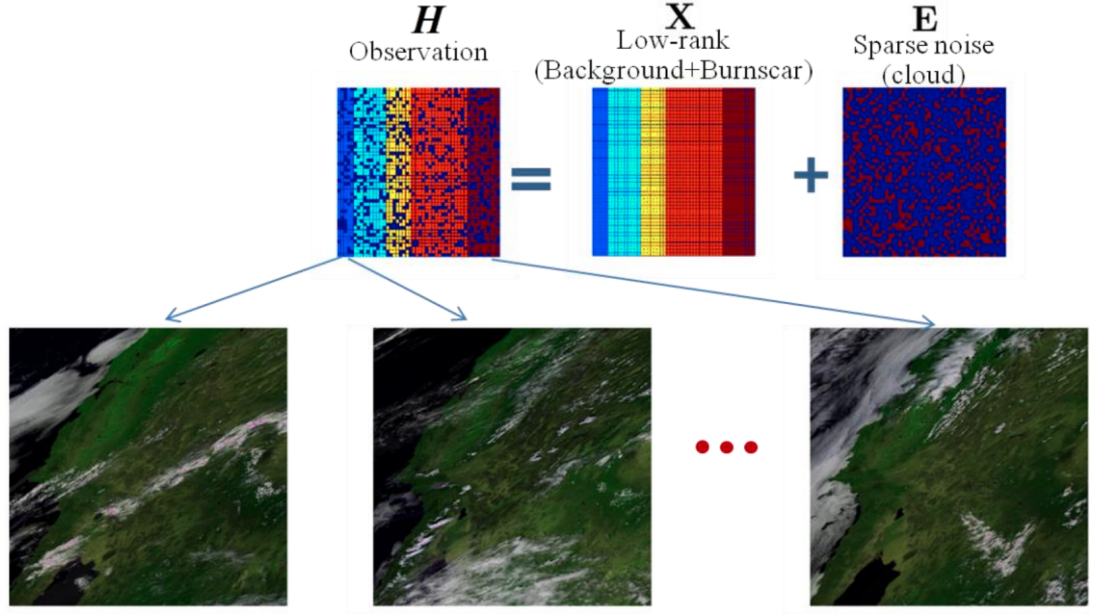 H
Observation
=
X
Low-rank
(Background+Burnscar)
+
E
Sparse noise
(cloud)